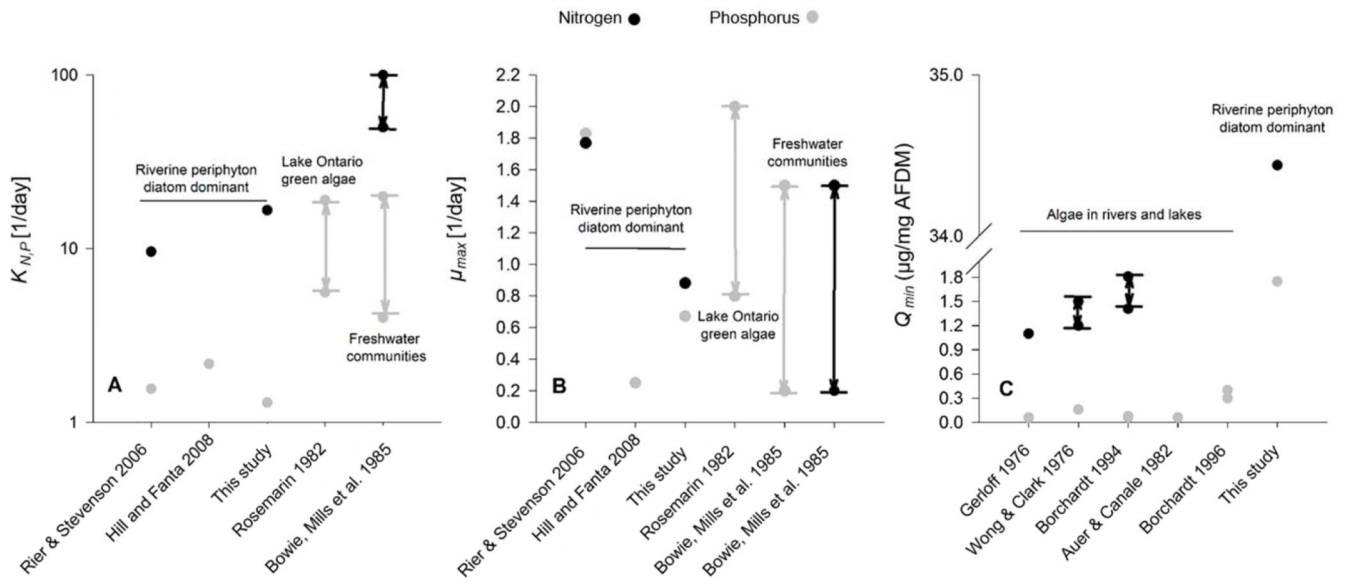 Nitrogen
Phosphorus
K N,P [1/day]
100
10
1
Riverine periphyton
diatom dominant
Lake Ontario
green algae
Freshwater
communities
A
Rier & Stevenson 2006
Hill and Fanta 2008
This study
Rosemarin 1982
Bowie, Mills et al. 1985
μmax [1/day]
2.2
2.0
1.8
1.6
1.4
1.2
1.0
0.8
0.6
0.4
0.2
0.0
Freshwater
communities
Riverine periphyton
diatom dominant
Lake Ontario
green algae
B
Rier & Stevenson 2006
Hill and Fanta 2008
This study
Rosemarin 1982
Bowie, Mills et al. 1985
Bowie, Mills et al. 1985
Q min (μg/mg AFDM)
35.0
34.0
1.8
1.5
1.2
0.9
0.6
0.3
0.0
Riverine periphyton
diatom dominant
Algae in rivers and lakes
C
Gerloff 1976
Wong & Clark 1976
Borchardt 1994
Auer & Canale 1982
Borchardt 1996
This study